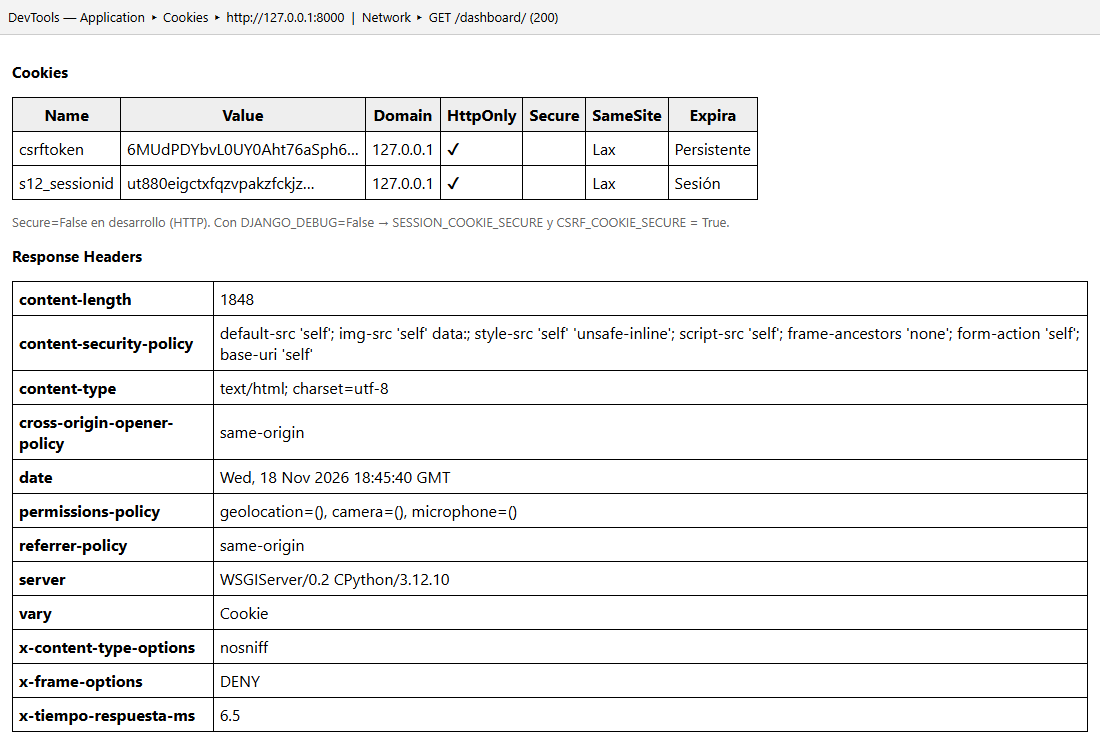 DevTools — Application ▸ Cookies ▸ http://127.0.0.1:8000 | Network ▸ GET /dashboard/ (200)
Cookies
Name Value Domain HttpOnly Secure SameSite Expira
csrftoken 6MUdPDYbvL0UY0Aht76aSph6... 127.0.0.1 ✓ Lax Persistente
s12_sessionid ut880eigctxfqzvpakzfckjz... 127.0.0.1 ✓ Lax Sesión
Secure=False en desarrollo (HTTP). Con DJANGO_DEBUG=False → SESSION_COOKIE_SECURE y CSRF_COOKIE_SECURE = True.
Response Headers
content-length 1848
content-security-policy default-src 'self'; img-src 'self' data:; style-src 'self' 'unsafe-inline'; script-src 'self'; frame-ancestors 'none'; form-action 'self';
base-uri 'self'
content-type text/html; charset=utf-8
cross-origin-opener-
policy same-origin
date Wed, 18 Nov 2026 18:45:40 GMT
permissions-policy geolocation=(), camera=(), microphone=()
referrer-policy same-origin
server WSGIServer/0.2 CPython/3.12.10
vary Cookie
x-content-type-options nosniff
x-frame-options DENY
x-tiempo-respuesta-ms 6.5